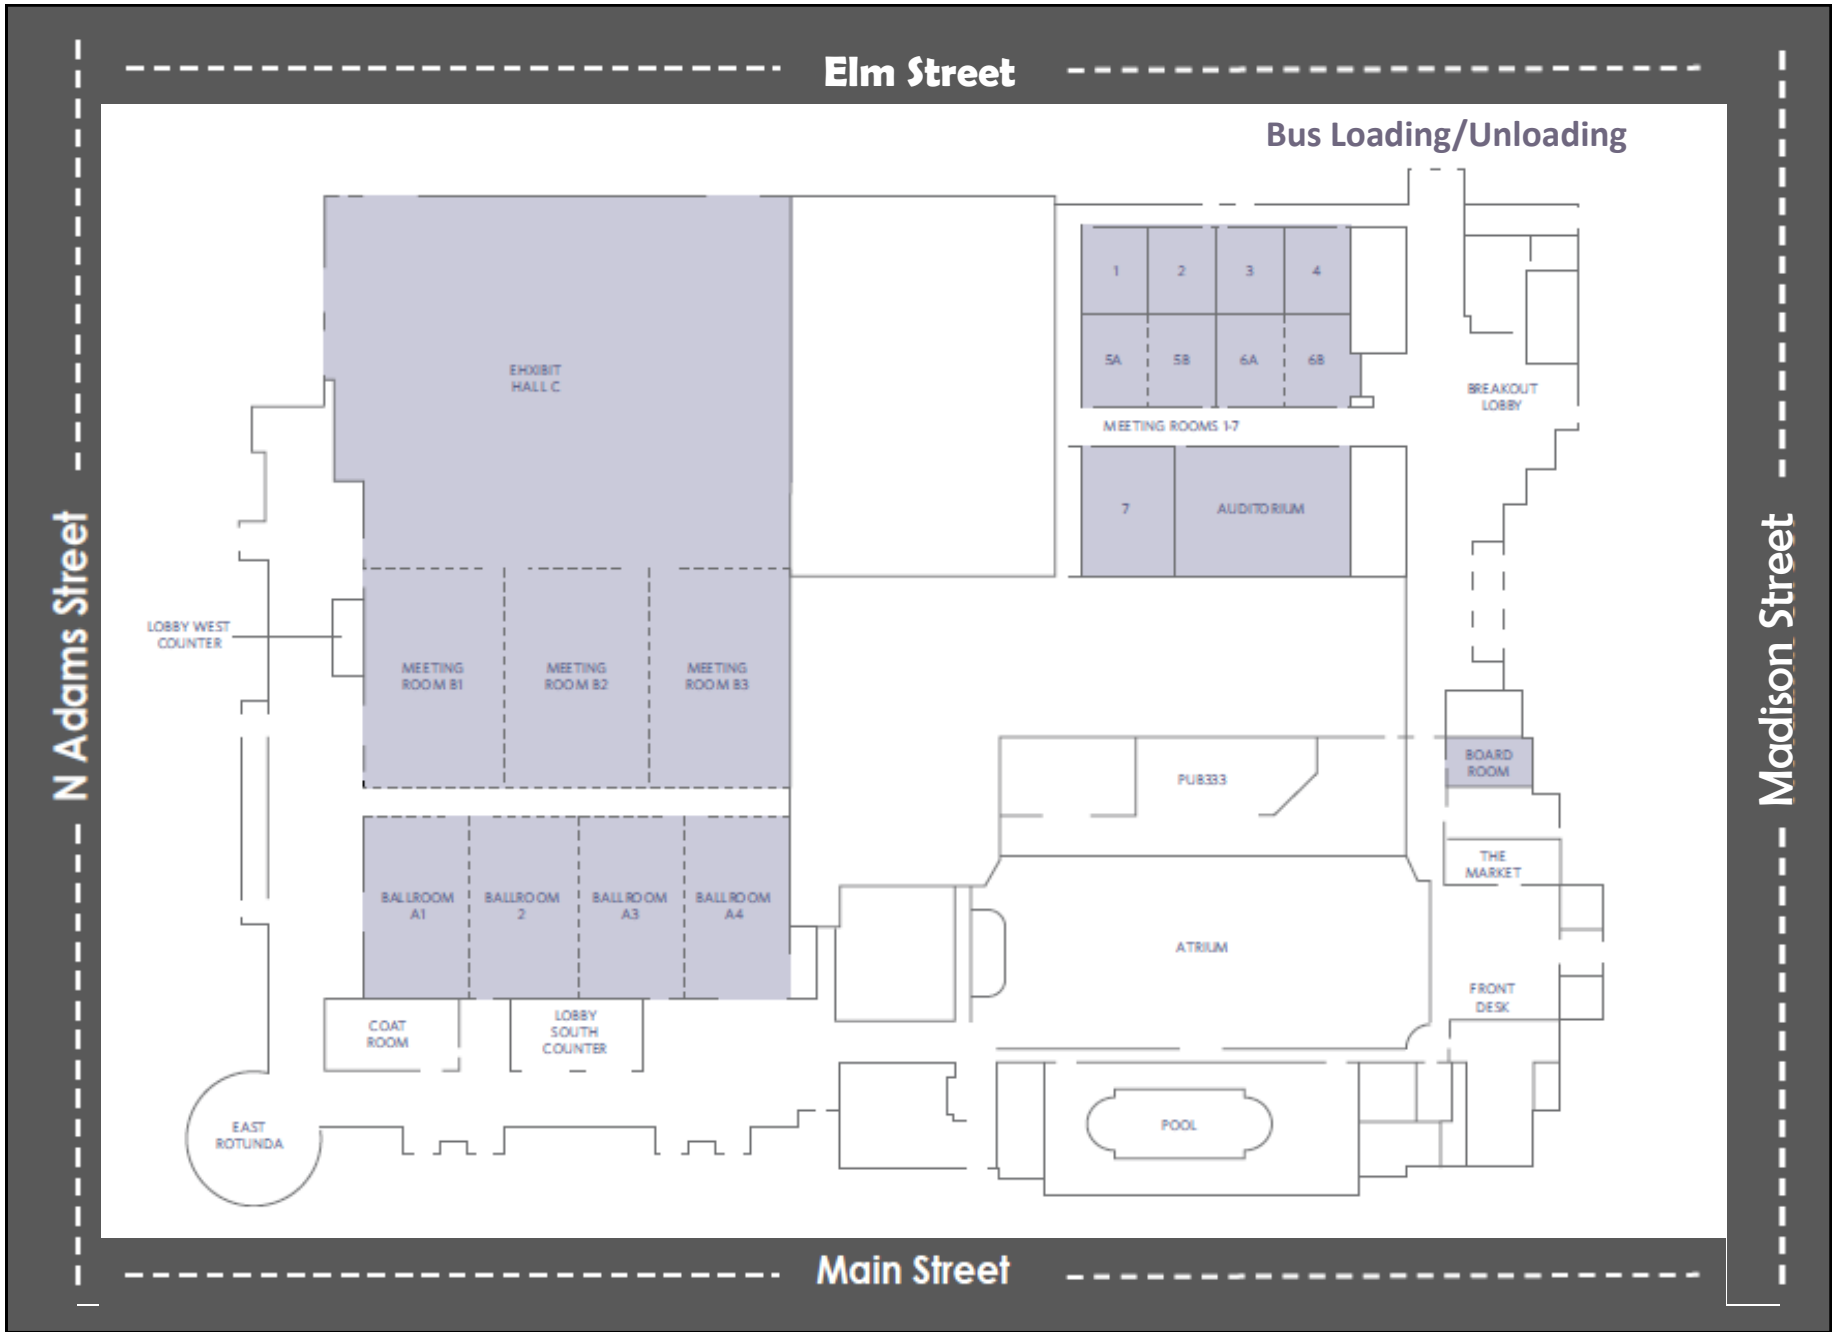 Elm Street
Bus Loading/Unloading
1
2
3
4
EHXIBIT
HALL C
5A
5B
6A
6B
BREAKOUT
LOBBY
MEETING ROOMS 1-7
7
AUDITORIUM
N Adams Street
Madison Street
LOBBY WEST
COUNTER
MEETING
ROOM B1
MEETING
ROOM B2
MEETING
ROOM B3
BOARD
ROOM
PUB333
THE
MARKET
BALLROOM
A1
BALLROOM
2
BALLROOM
A3
BALLROOM
A4
ATRIUM
FRONT
DESK
COAT
ROOM
LOBBY
SOUTH
COUNTER
EAST
ROTUNDA
POOL
Main Street